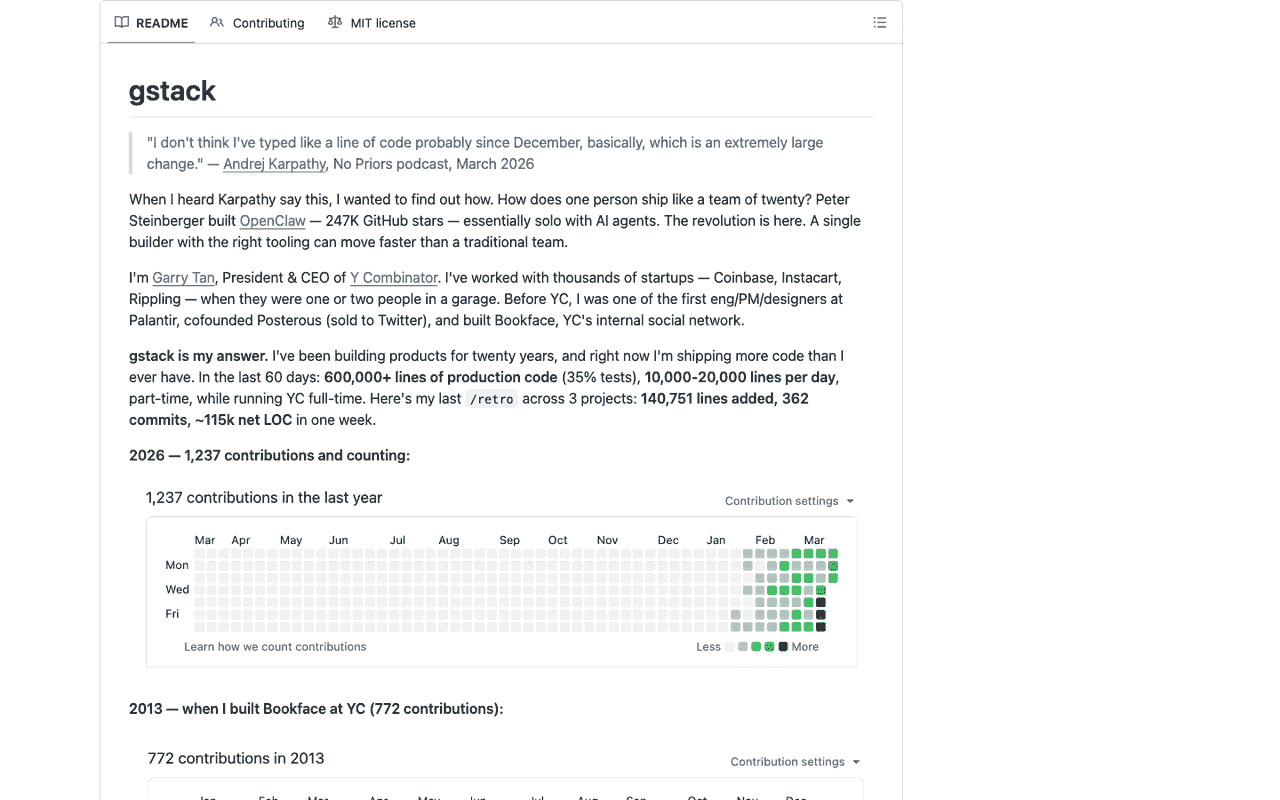 README Contributing MIT license
gstack
"I don't think I've typed like a line of code probably since December, basically, which is an extremely large
change." — Andrej Karpathy, No Priors podcast, March 2026
When I heard Karpathy say this, I wanted to find out how. How does one person ship like a team of twenty? Peter
Steinberger built OpenClaw — 247K GitHub stars — essentially solo with AI agents. The revolution is here. A single
builder with the right tooling can move faster than a traditional team.
I'm Garry Tan, President & CEO of Y Combinator. I've worked with thousands of startups — Coinbase, Instacart,
Rippling — when they were one or two people in a garage. Before YC, I was one of the first eng/PM/designers at
Palantir, cofounded Posterous (sold to Twitter), and built Bookface, YC's internal social network.
gstack is my answer. I've been building products for twenty years, and right now I'm shipping more code than I
ever have. In the last 60 days: 600,000+ lines of production code (35% tests), 10,000-20,000 lines per day,
part-time, while running YC full-time. Here's my last /retro across 3 projects: 140,751 lines added, 362
commits, ~115k net LOC in one week.
2026 — 1,237 contributions and counting:
1,237 contributions in the last year
Contribution settings
Mar Apr May Jun Jul Aug Sep Oct Nov Dec Jan Feb Mar
Mon
Wed
Fri
Learn how we count contributions
Less More
2013 — when I built Bookface at YC (772 contributions):
772 contributions in 2013
Contribution settings
Jan Feb Mar Apr May Jun Jul Aug Sep Oct Nov Dec